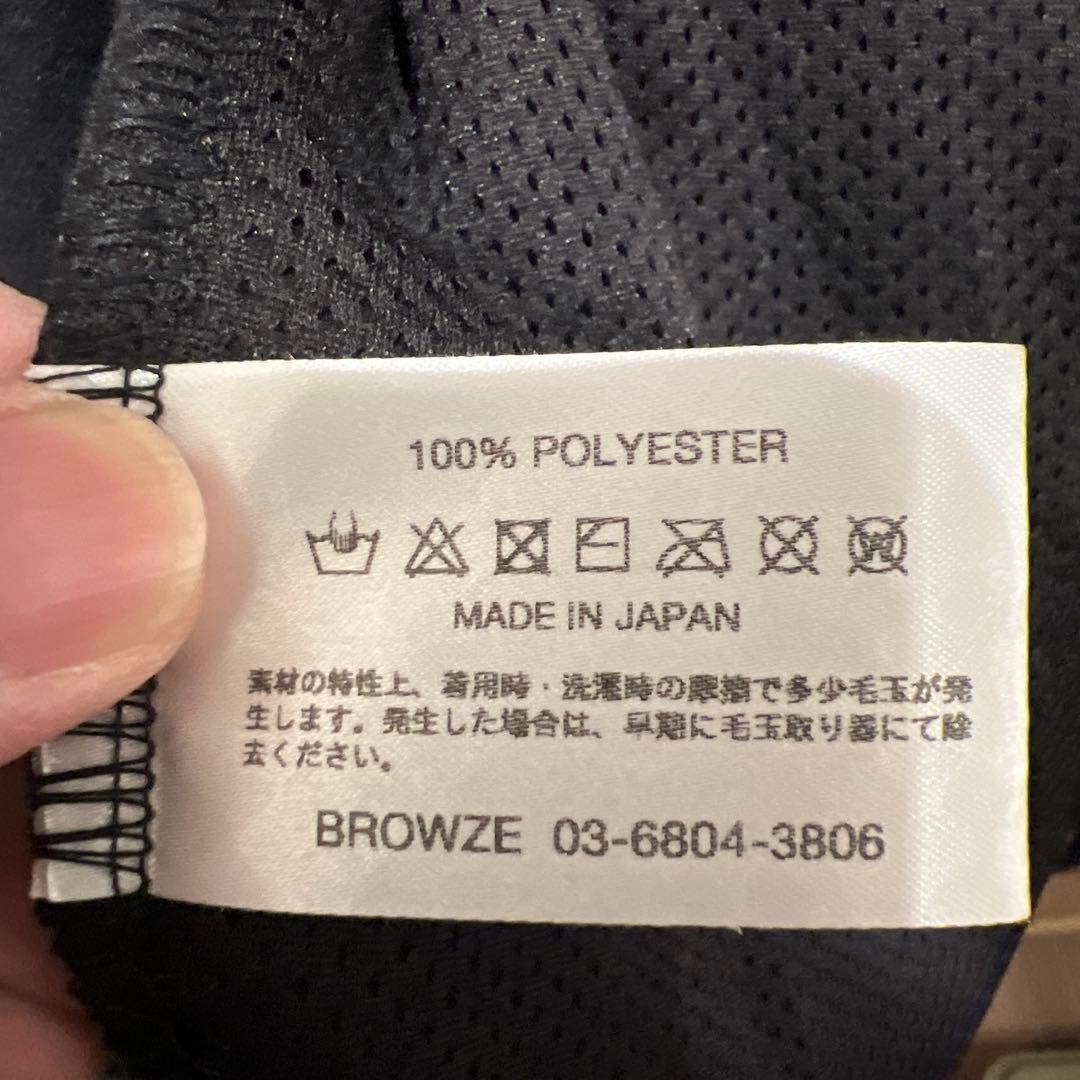 100% POLYESTER
MADE IN JAPAN
素材の特性上、着用時・洗濯時の摩擦で多少毛玉が発
生します。発生した場合は、早期に毛玉取り器にて除
去ください。
BROWZE 03-6804-3806